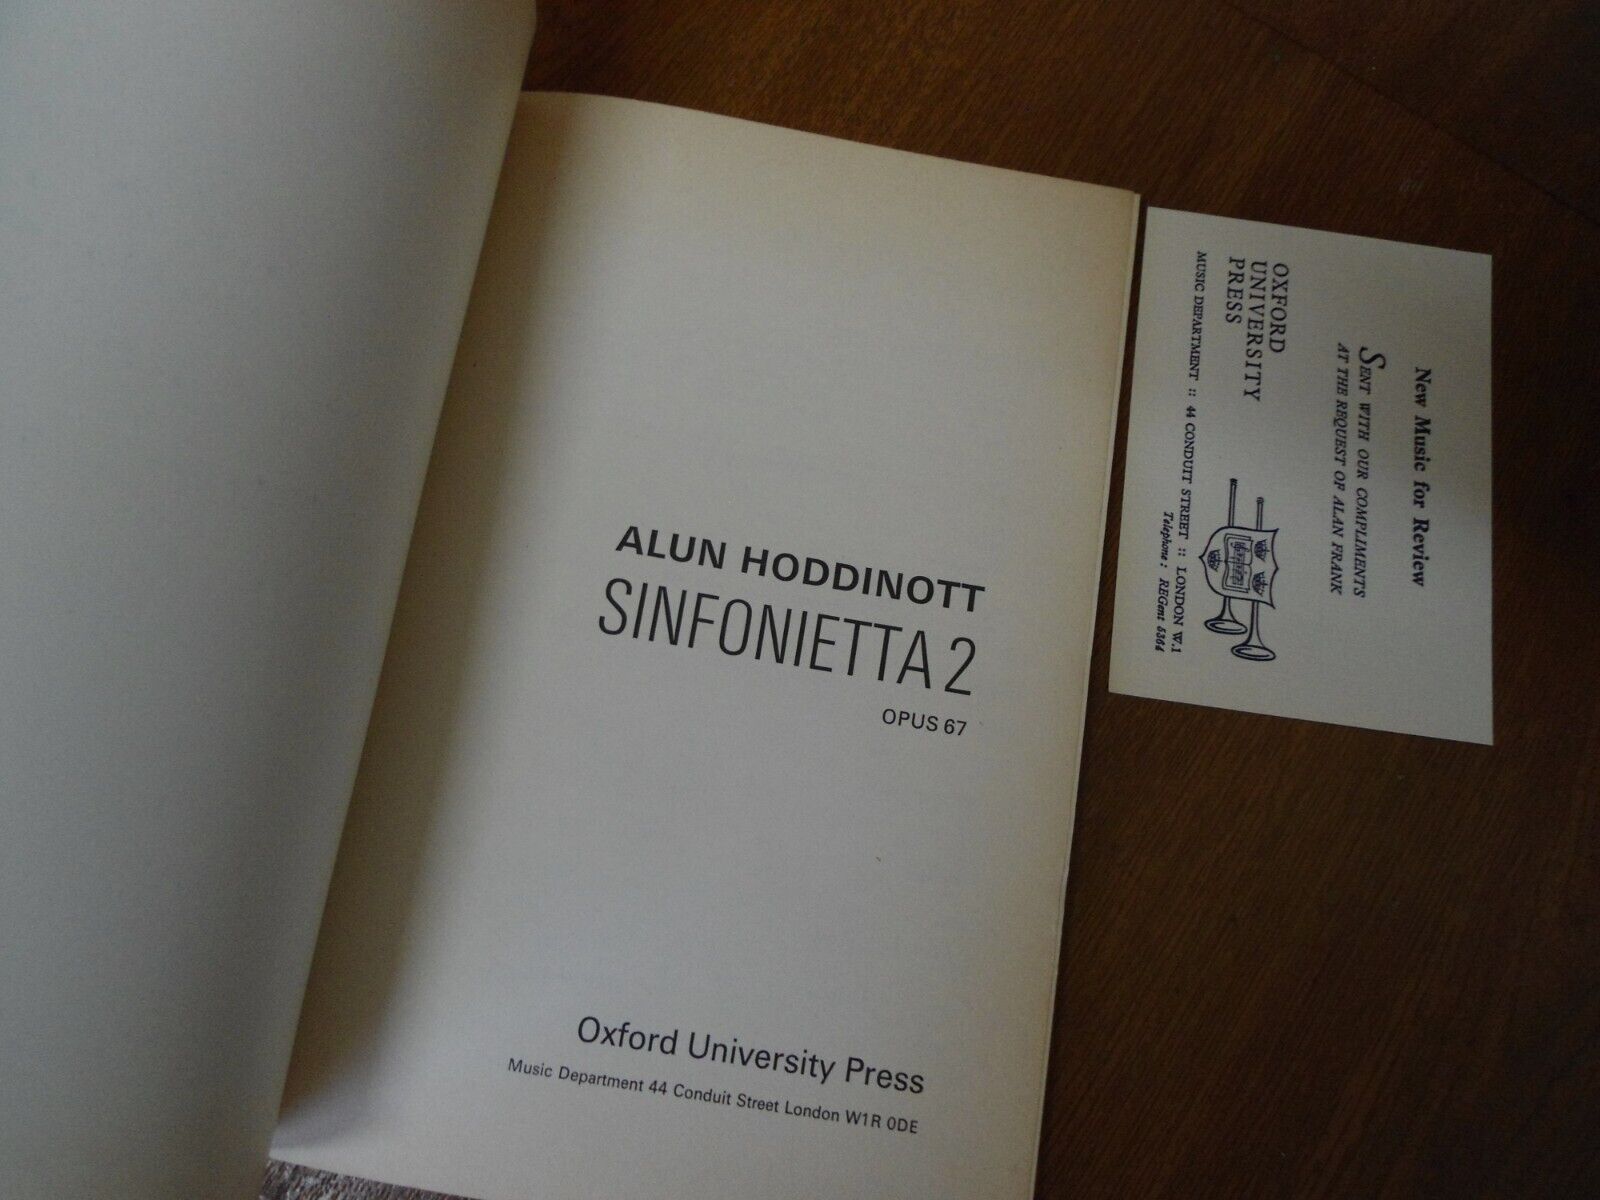 ALUN HODDINOTT
SINFONIETTA 2
OPUS 67
Oxford University Press
Music Department 44 Conduit Street London W1R 0DE
New Music for Review
SENT WITH OUR COMPLIMENTS
AT THE REQUEST OF ALAN FRANK
OXFORD
UNIVERSITY
PRESS
MUSIC DEPARTMENT :: 44 CONDUIT STREET :: LONDON W.1
Telephone: REGent 5364